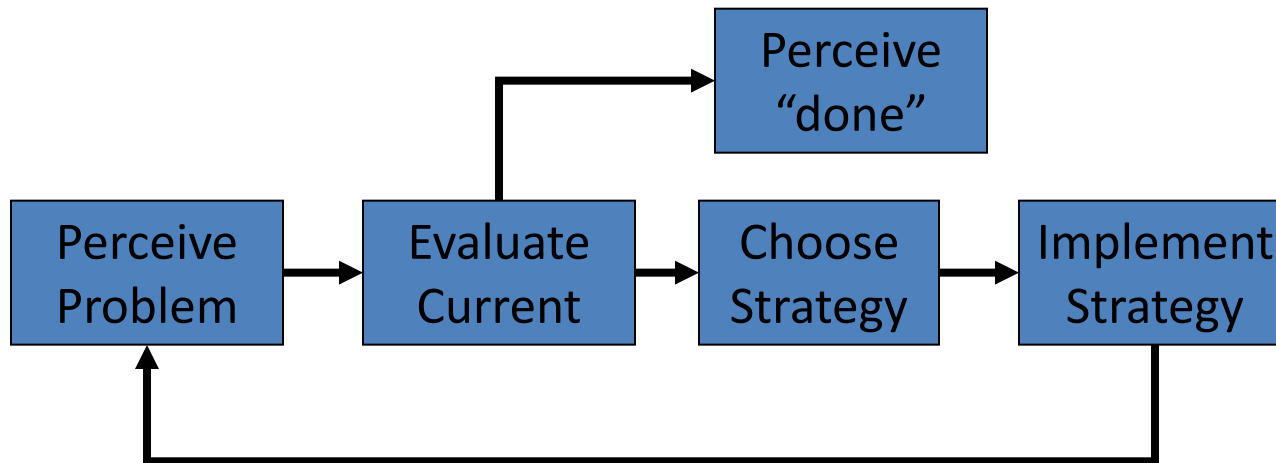 Perceive
“done”
Perceive
Problem
Evaluate
Current
Choose
Strategy
Implement
Strategy